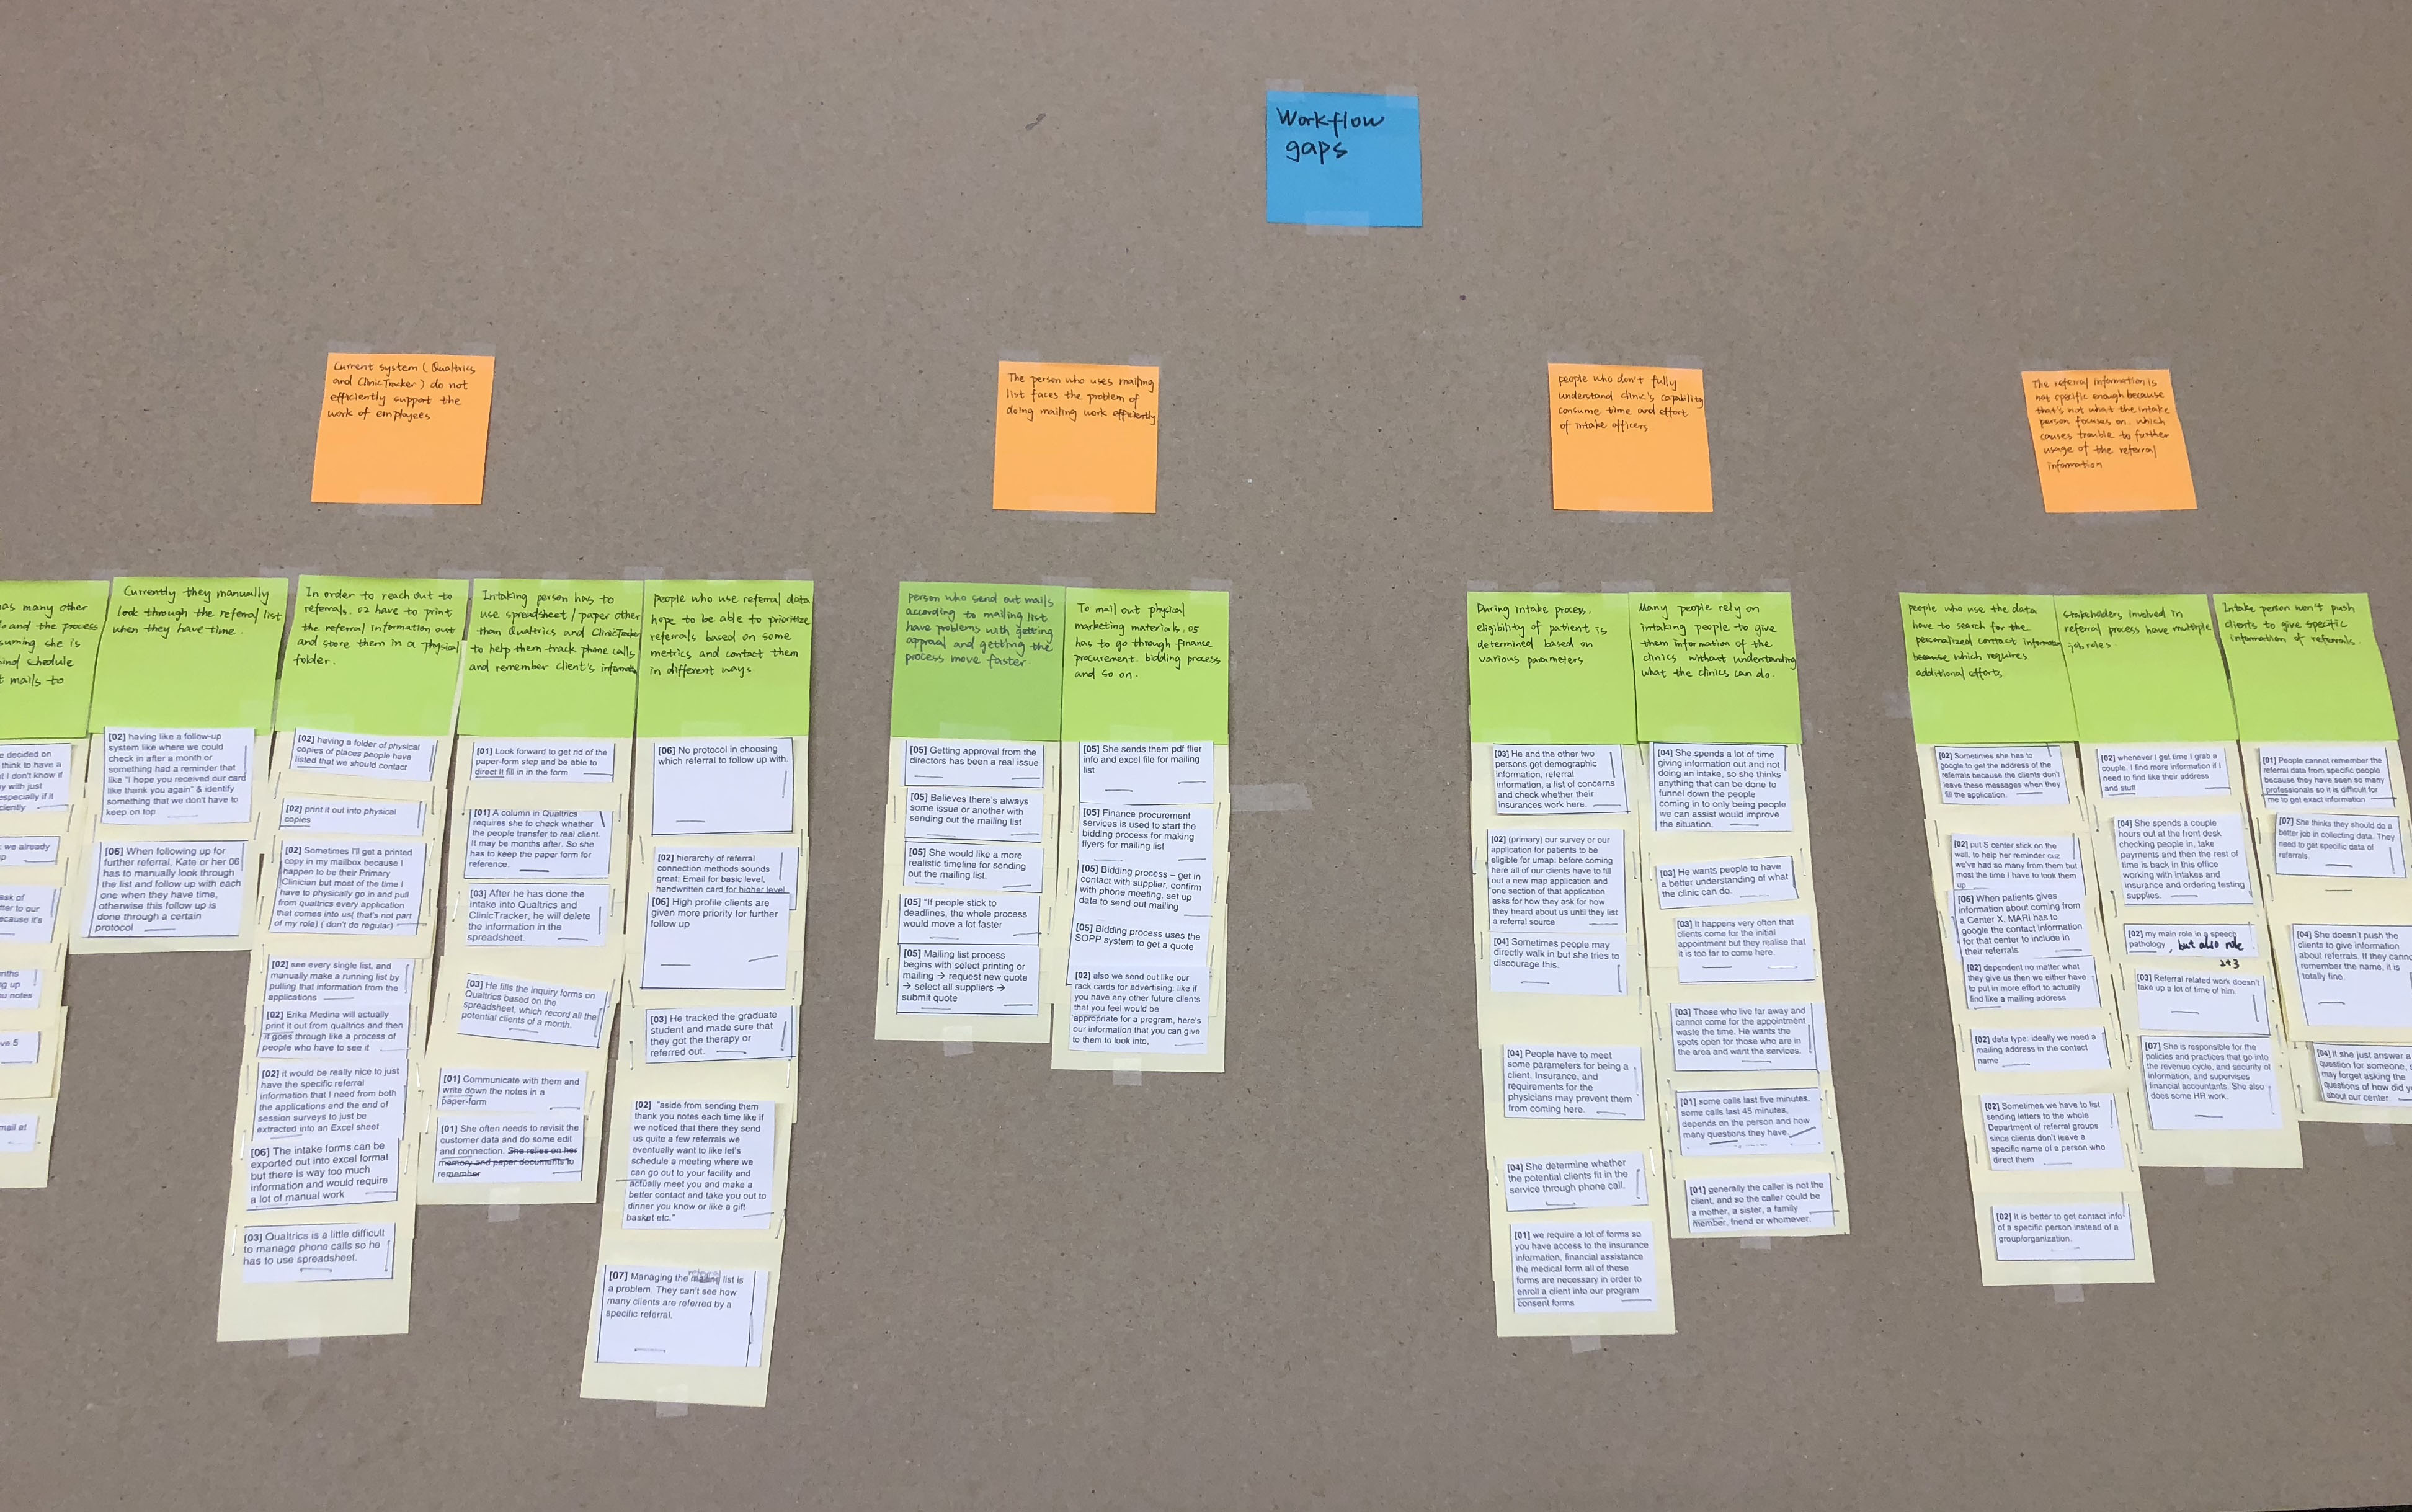 Workflow
gaps
Current system (Qualtrics
and ClinicTracker) do not
efficiently support the
work of employees
The person who uses mailing
list faces the problem of
doing mailing work efficiently
people who don't fully
understand clinic's capability
consume time and effort
of intake officers.
The referral information is
not specific enough because
that's not what the intake
person focuses on. which
causes trouble to further
usage of the referral
information
as many other
and the process
suming she is
schedule
mails to
decided on
think to have a
t I don't know if
y with just
especially if it
ciently
we already
ask of
ter to our
ecause it's
nths
g up
u notes
ve 5
mail at
Currently they manually
look through the referral list
when they have time.
[02] having like a follow-up
system like where we could
check in after a month or
something had a reminder that
like "I hope you received our card
like thank you again" & identify
something that we don't have to
keep on top
[06] When following up for
further referral, Kate or her 06
has to manually look through
the list and follow up with each
one when they have time,
otherwise this follow up is
done through a certain
protocol
In order to reach out to
referrals. 02 have to print
the referral information out
and store them in a physical
folder.
[02] having a folder of physical
copies of places people have
listed that we should contact
[02] print it out into physical
copies
[02] Sometimes I'll get a printed
copy in my mailbox because I
happen to be their Primary
Clinician but most of the time I
have to physically go in and pull
from qualtrics every application
that comes into us( that's not part
of my role) ( don't do regular)
[02] see every single list, and
manually make a running list by
pulling that information from the
applications
[02] Erika Medina will actually
print it out from qualtrics and then
it goes through like a process of
people who have to see it
[02] it would be really nice to just
have the specific referral
information that I need from both
the applications and the end of
session surveys to just be
extracted into an Excel sheet
[06] The intake forms can be
exported out into excel format
but there is way too much
information and would require
a lot of manual work
[03] Qualtrics is a little difficult
to manage phone calls so he
has to use spreadsheet.
Intaking person has to
use spreadsheet / paper other
than Qualtrics and ClinicTracker
to help them track phone calls
and remember client's informa
[01] Look forward to get rid of the
paper-form step and be able to
direct it fill in in the form
[01] A column in Qualtrics
requires she to check whether
the people transfer to real client.
It may be months after. So she
has to keep the paper form for
reference.
[03] After he has done the
intake into Qualtrics and
ClinicTracker, he will delete
the information in the
spreadsheet.
[03] He fills the inquiry forms on
Qualtrics based on the
spreadsheet, which record all the
potential clients of a month.
[01] Communicate with them and
write down the notes in a
paper-form
[01] She often needs to revisit the
customer data and do some edit
and connection. She relies on her
memory and paper documents to
remember
people who use referral data
hope to be able to prioritize
referrals based on some
metrics and contact them
in different ways
[06] No protocol in choosing
which referral to follow up with.
[02] hierarchy of referral
connection methods sounds
great: Email for basic level,
handwritten card for higher level
[06] High profile clients are
given more priority for further
follow up
[03] He tracked the graduate
student and made sure that
they got the therapy or
referred out.
[02] "aside from sending them
thank you notes each time like if
we noticed that there they send
us quite a few referrals we
eventually want to like let's
schedule a meeting where we
can go out to your facility and
actually meet you and make a
better contact and take you out to
dinner you know or like a gift
basket etc."
referral
[07] Managing the mailing list is
a problem. They can't see how
many clients are referred by a
specific referral.
person who send out mails
according to mailing list
have problems with getting
approval and getting the
process move faster.
[05] Getting approval from the
directors has been a real issue
[05] Believes there's always
some issue or another with
sending out the mailing list
[05] She would like a more
realistic timeline for sending
out the mailing list.
[05] "If people stick to
deadlines, the whole process
would move a lot faster
[05] Mailing list process
begins with select printing or
mailing → request new quote
→ select all suppliers →
submit quote
To mail out physical
marketing materials, 05
has to go through finance
procurement. bidding process
and so on.
[05] She sends them pdf flier
info and excel file for mailing
list
[05] Finance procurement
services is used to start the
bidding process for making
flyers for mailing list
[05] Bidding process – get in
contact with supplier, confirm
with phone meeting, set up
date to send out mailing
[05] Bidding process uses the
SOPP system to get a quote
[02] also we send out like our
rack cards for advertising: like if
you have any other future clients
that you feel would be
appropriate for a program, here's
our information that you can give
to them to look into,
During intake process.
eligibility of patient is
determined based on
various parameters
[03] He and the other two
persons get demographic
information, referral
information, a list of concerns
and check whether their
insurances work here.
[02] (primary) our survey or our
application for patients to be
eligible for umap: before coming
here all of our clients have to fill
out a new map application and
one section of that application
asks for how they ask for how
they heard about us until they list
a referral source
[04] Sometimes people may
directly walk in but she tries to
discourage this.
[04] People have to meet
some parameters for being a
client. Insurance, and
requirements for the
physicians may prevent them
from coming here.
[04] She determine whether
the potential clients fit in the
service through phone call.
[01] we require a lot of forms so
you have access to the insurance
information, financial assistance
the medical form all of these
forms are necessary in order to
enroll a client into our program
consent forms
Many people rely on
intaking people to give
them information of the
clinics without understanding
what the clinics can do.
[04] She spends a lot of time
giving information out and not
doing an intake, so she thinks
anything that can be done to
funnel down the people
coming in to only being people
we can assist would improve
the situation.
[03] He wants people to have
a better understanding of what
the clinic can do.
[03] It happens very often that
clients come for the initial
appointment but they realise that
it is too far to come here.
[03] Those who live far away and
cannot come for the appointment
waste the time. He wants the
spots open for those who are in
the area and want the services.
[01] some calls last five minutes,
some calls last 45 minutes,
depends on the person and how
many questions they have.
[01] generally the caller is not the
client, and so the caller could be
a mother, a sister, a family
member, friend or whomever.
people who use the data
have to search for the
personalized contact information
because which requires
additional efforts.
[02] Sometimes she has to
google to get the address of the
referrals because the clients don't
leave these messages when they
fill the application.
[02] put S center stick on the
wall, to help her reminder cuz
we've had so many from them but
most the time I have to look them
up
[06] When patients gives
information about coming from
a Center X, MARI has to
google the contact information
for that center to include in
their referrals
[02] dependent no matter what
they give us then we either have
to put in more effort to actually
find like a mailing address
[02] data type: ideally we need a
mailing address in the contact
name
[02] Sometimes we have to list
sending letters to the whole
Department of referral groups
since clients don't leave a
specific name of a person who
direct them
[02] It is better to get contact info
of a specific person instead of a
group/organization.
stakeholders involved in
referral process have multiple
job roles.
[02] whenever I get time I grab a
couple. I find more information if I
need to find like their address
and stuff
[04] She spends a couple
hours out at the front desk
checking people in, take
payments and then the rest of
time is back in this office
working with intakes and
insurance and ordering testing
supplies.
[02] my main role in a speech
pathology , but also role
2+3
[03] Referral related work doesn't
take up a lot of time of him.
[07] She is responsible for the
policies and practices that go into
the revenue cycle, and security of
information, and supervises
financial accountants. She also
does some HR work.
Intake person won't push
clients to give specific
information of referrals.
[01] People cannot remember the
referral data from specific people
because they have seen so many
professionals so it is difficult for
me to get exact information
[07] She thinks they should do a
better job in collecting data. They
need to get specific data of
referrals.
[04] She doesn't push the
clients to give information
about referrals. If they cannot
remember the name, it is
totally fine.
[04] If she just answer a
question for someone,
may forget asking the
questions of how did y
about our center.